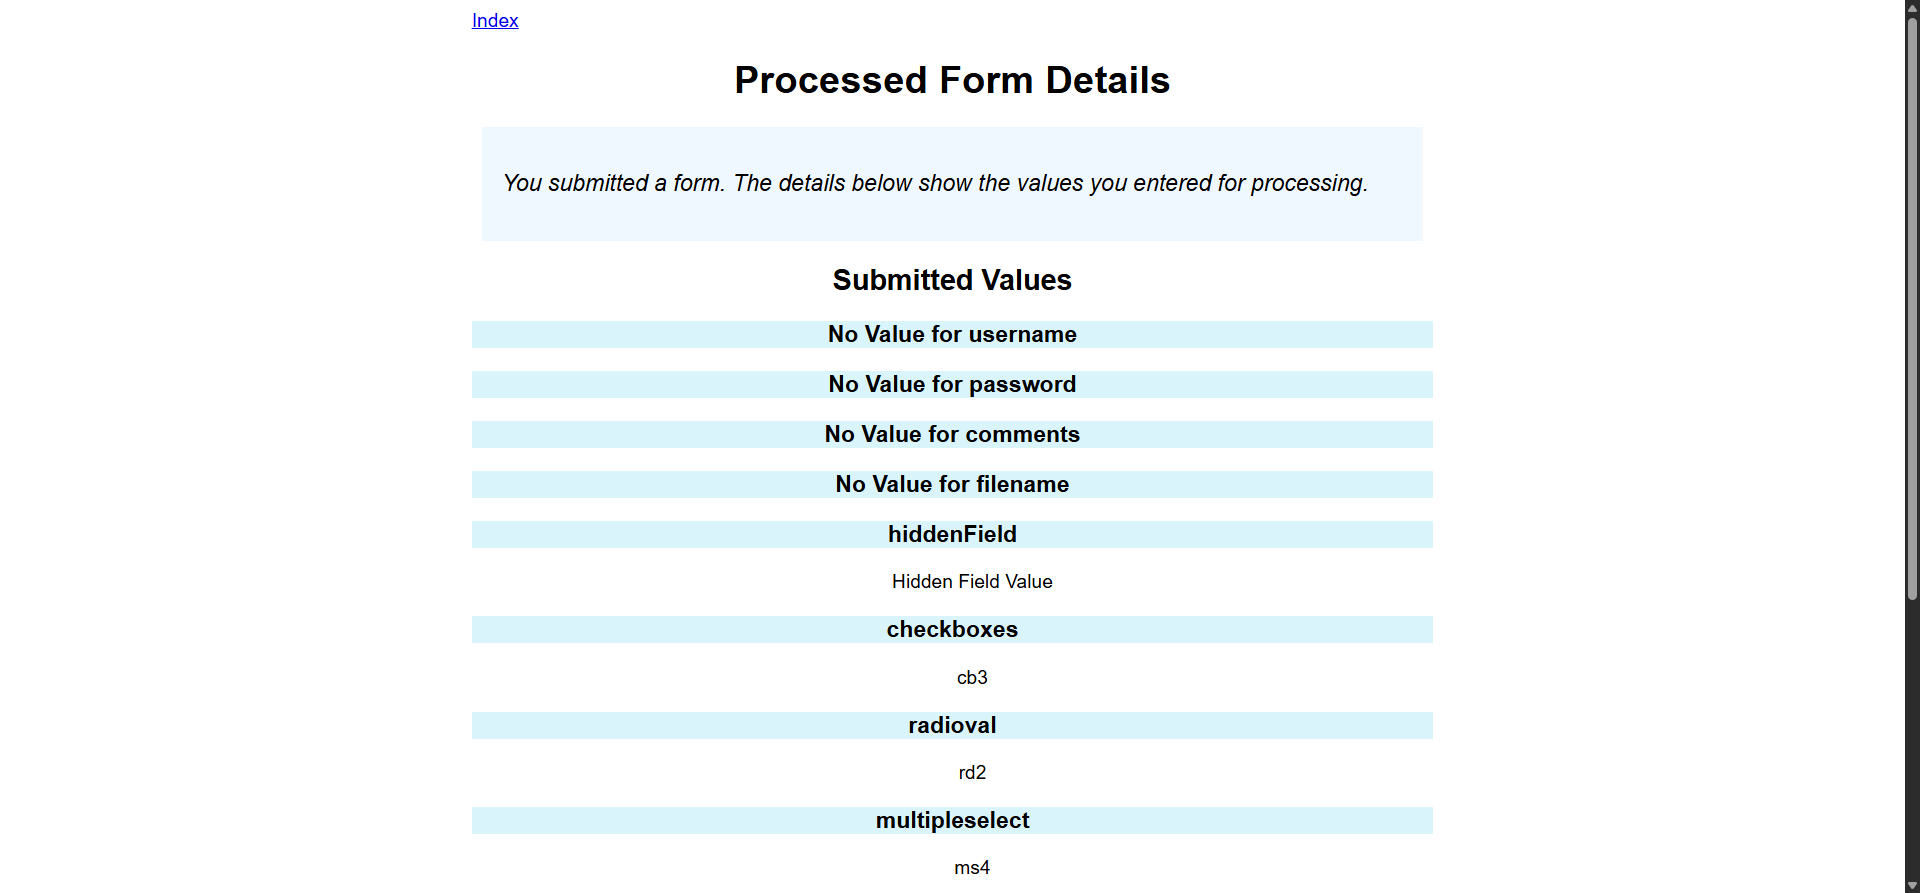 Index
Processed Form Details
You submitted a form. The details below show the values you entered for processing.
Submitted Values
No Value for username
No Value for password
No Value for comments
No Value for filename
hiddenField
Hidden Field Value
checkboxes
cb3
radioval
rd2
multipleselect
ms4